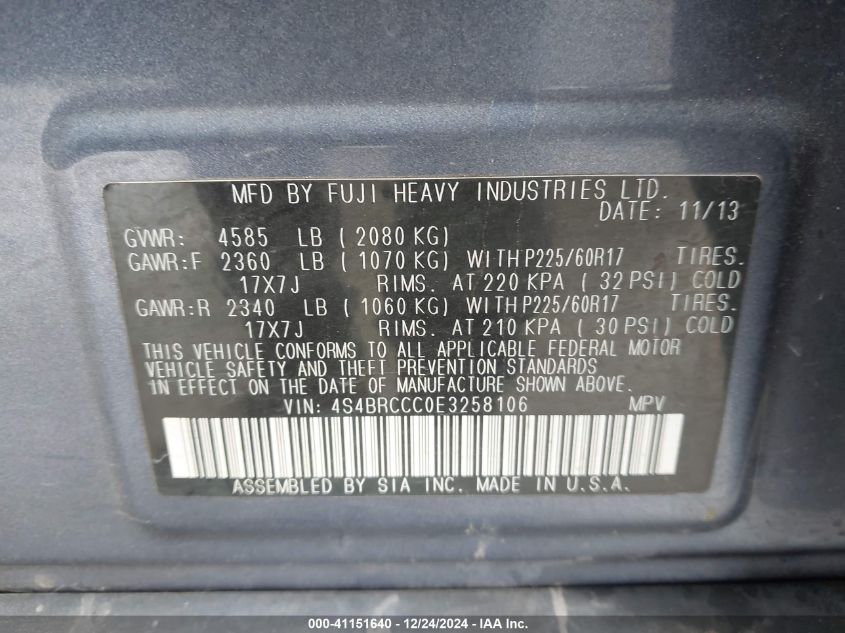 MFD BY FUJI HEAVY INDUSTRIES LTD.
DATE: 11/13
GVWR: 4585 LB ( 2080 KG)
GAWR:F 2360 LB ( 1070 KG) WITH P225/60R17 TIRES.
17X7J RIMS. AT 220 KPA ( 32 PSI) COLD
GAWR:R 2340 LB ( 1060 KG) WITH P225/60R17 TIRES.
17X7J RIMS. AT 210 KPA ( 30 PSI) COLD
THIS VEHICLE CONFORMS TO ALL APPLICABLE FEDERAL MOTOR
VEHICLE SAFETY AND THEFT PREVENTION STANDARDS
IN EFFECT ON THE DATE OF MANUFACTURE SHOWN ABOVE.
VIN: 4S4BRCCC0E3258106 MPV
ASSEMBLED BY SIA INC. MADE IN U.S.A.
000-41151640 - 12/24/2024 - IAA Inc.